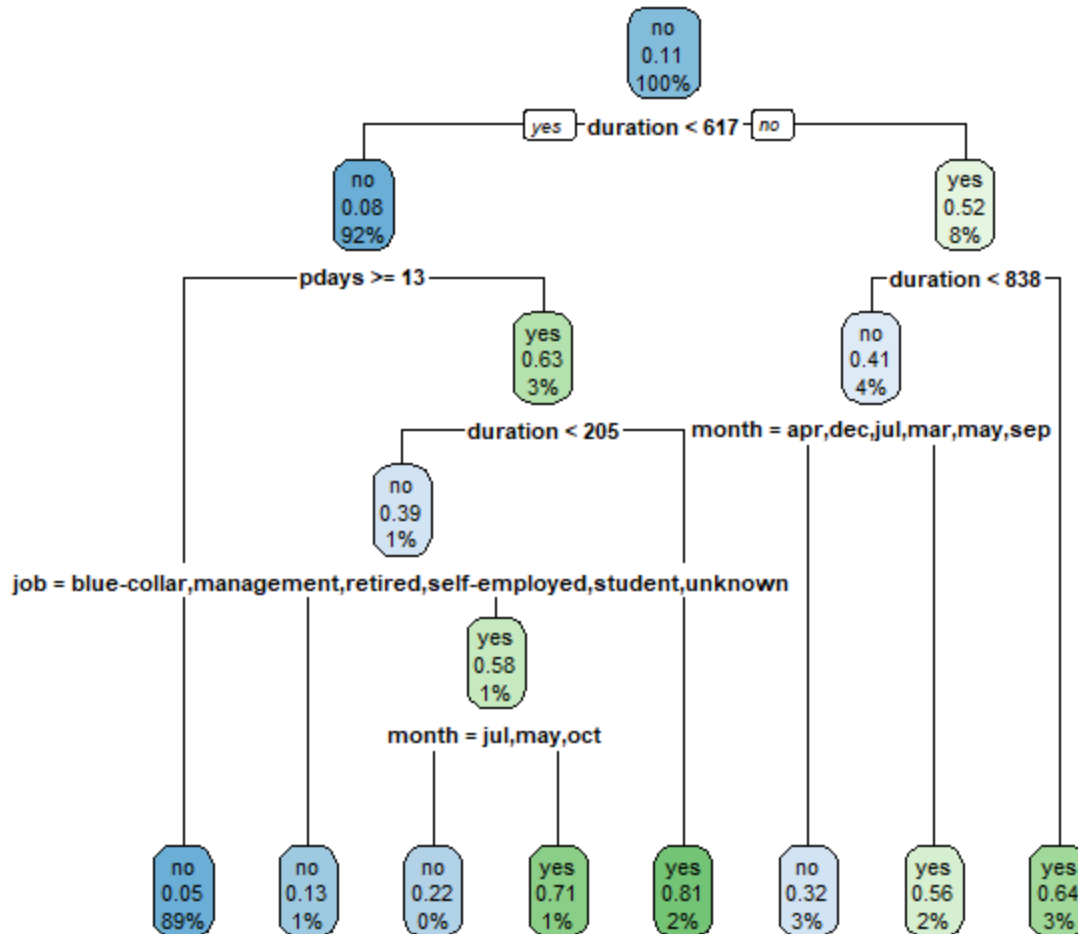 no
0.11
100%
yes duration < 617 no
no
0.08
92%
yes
0.52
8%
pdays >= 13
duration < 838
yes
0.63
3%
no
0.41
4%
duration < 205
month = apr,dec,jul,mar,may,sep
no
0.39
1%
job = blue-collar,management,retired,self-employed,student,unknown
yes
0.58
1%
month = jul,may,oct
no
0.05
89%
no
0.13
1%
no
0.22
0%
yes
0.71
1%
yes
0.81
2%
no
0.32
3%
yes
0.56
2%
yes
0.64
3%